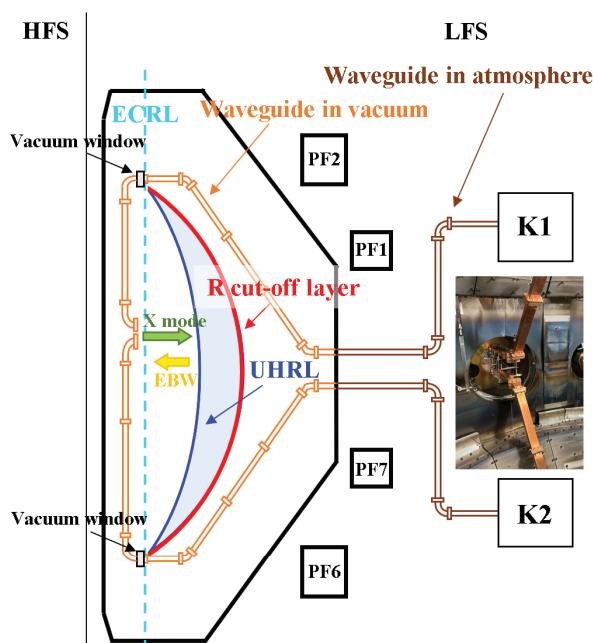 HFS
LFS
Waveguide in atmosphere
ECRL
Waveguide in vacuum
Vacuum window
PF2
K1
PF1
R cut-off layer
X mode
UHRL
EBW
PF7
Vacuum window
K2
PF6